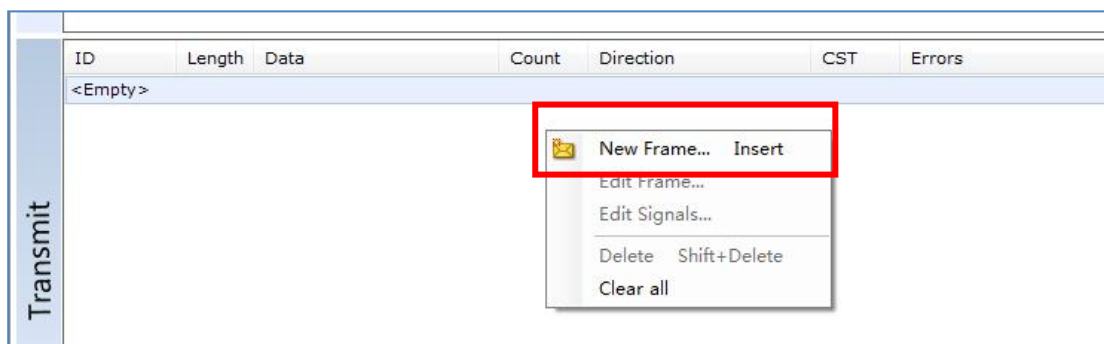 ID Length Data Count Direction CST Errors
<Empty>
New Frame... Insert
Edit Frame...
Edit Signals...
Delete Shift+Delete
Clear all
Transmit